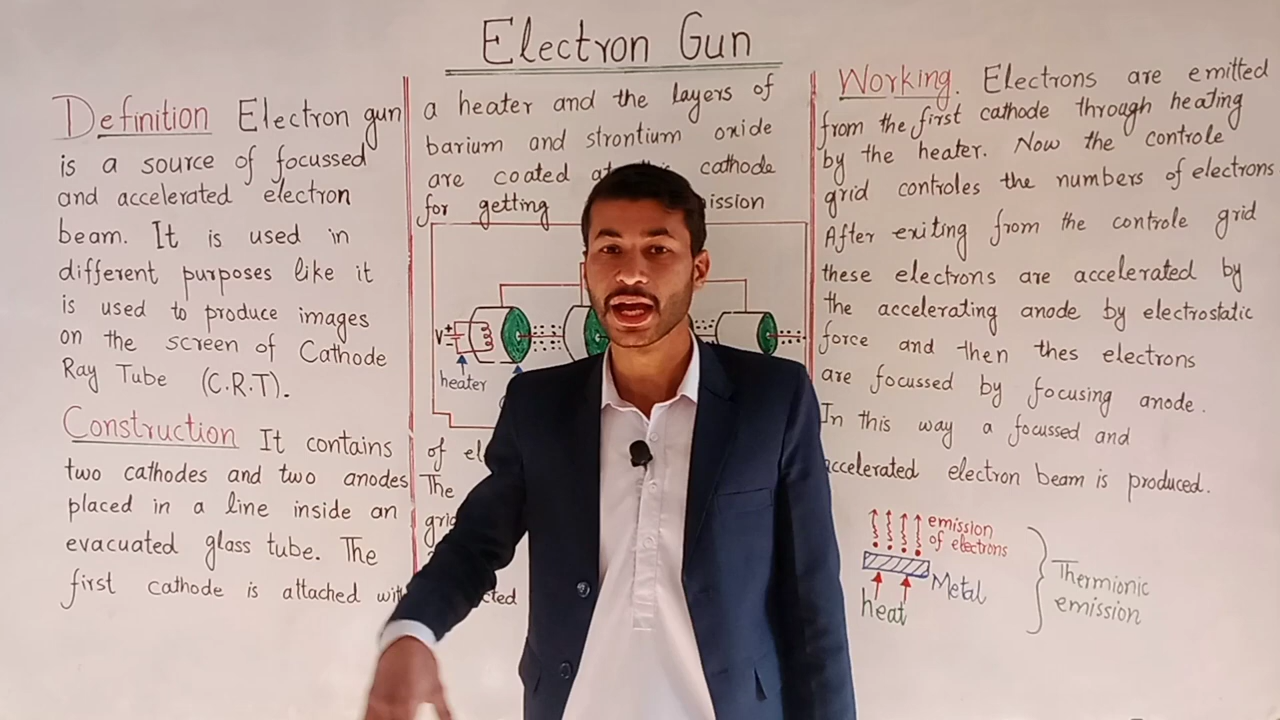 Electron Gun
Definition Electron gun
is a source of focussed
and accelerated electron
beam. It is used in
different purposes like it
is used to produce images
on the screen of Cathode
Ray Tube (C.R.T).
Construction It contains
two cathodes and two anodes
placed in a line inside an
evacuated glass tube. The
first cathode is attached
a heater and the layers of
barium and strontium oxide
are coated cathode
for getting
V + -
heater
of
The
Working. Electrons are emitted
from the first cathode through heating
by the heater. Now the controle
grid controles the numbers of electrons
After exiting from the controle grid
these electrons are accelerated by
the accelerating anode by electrostatic
force and then thes electrons
are focussed by focusing anode.
In this way a focussed and
accelerated electron beam is produced.
emission
of electrons
Metal
heat
Thermionic
emission